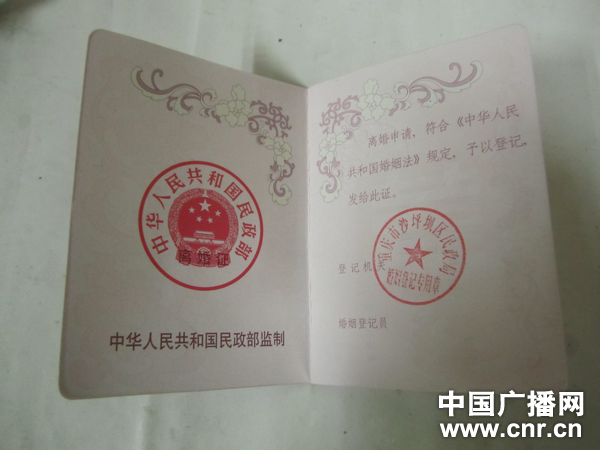 中华人民共和国民政部
离婚证
中华人民共和国民政部监制
离婚申请，符合《中华人民
共和国婚姻法》规定，予以登记，
发给此证。
登记机关
重庆市沙坪坝区民政局
婚姻登记专用章
婚姻登记员
中国广播网
www.cnr.cn